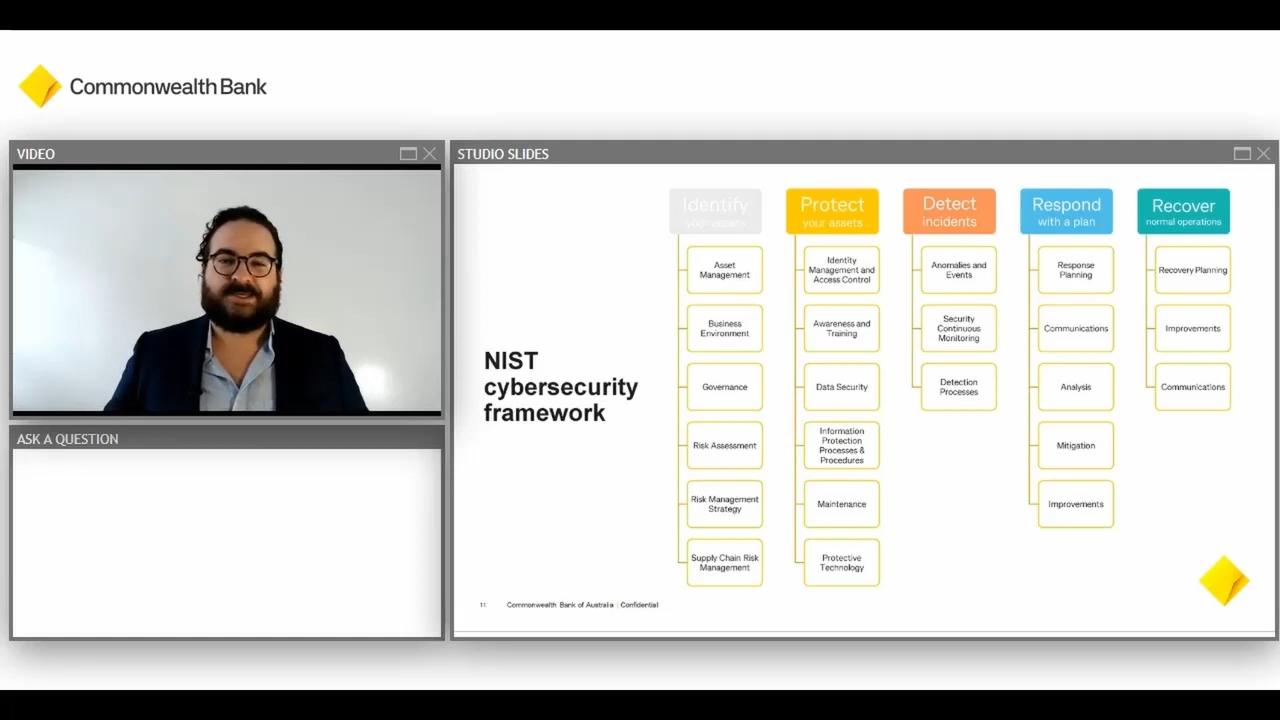 Commonwealth Bank
VIDEO
ASK A QUESTION
STUDIO SLIDES
NIST
cybersecurity
framework
Identify
your assets
Asset
Management
Business
Environment
Governance
Risk Assessment
Risk Management
Strategy
Supply Chain Risk
Management
Protect
your assets
Identity
Management and
Access Control
Awareness and
Training
Data Security
Information
Protection
Processes &
Procedures
Maintenance
Protective
Technology
Detect
incidents
Anomalies and
Events
Security
Continuous
Monitoring
Detection
Processes
Respond
with a plan
Response
Planning
Communications
Analysis
Mitigation
Improvements
Recover
normal operations
Recovery Planning
Improvements
Communications
11 Commonwealth Bank of Australia | Confidential